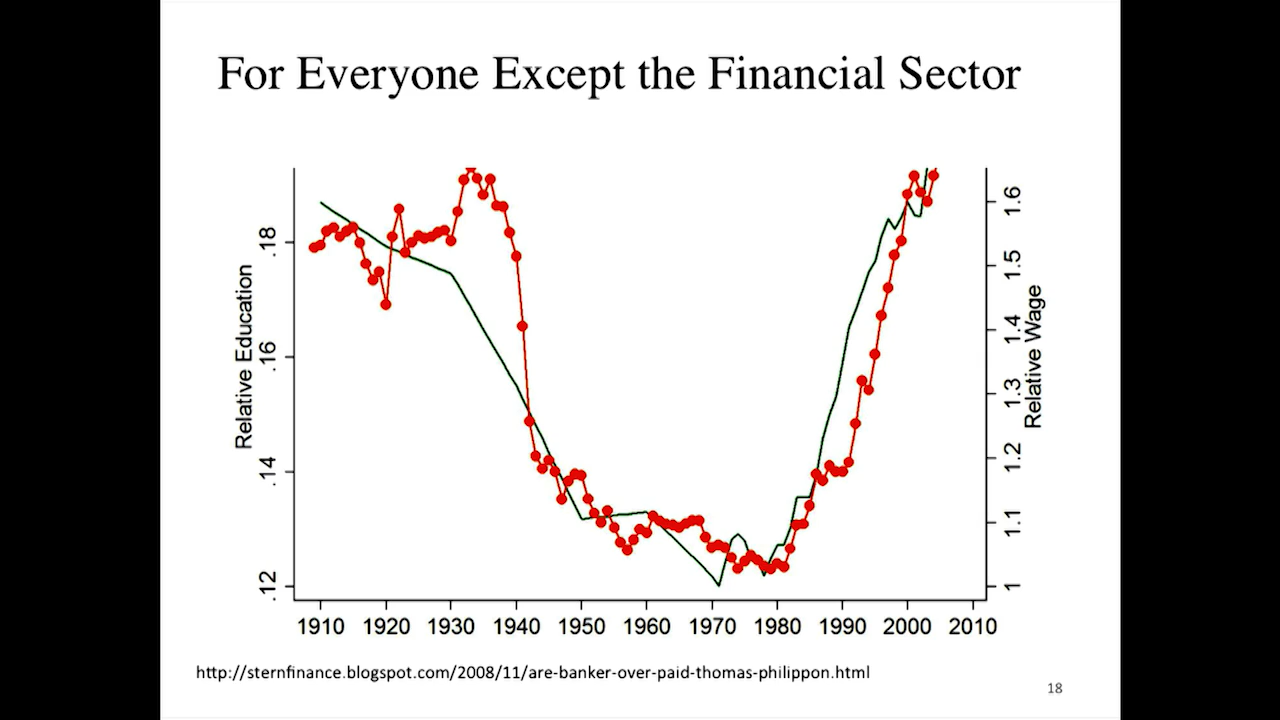 For Everyone Except the Financial Sector
Relative Education
.12 .14 .16 .18
Relative Wage
1 1.1 1.2 1.3 1.4 1.5 1.6
1910 1920 1930 1940 1950 1960 1970 1980 1990 2000 2010
http://sternfinance.blogspot.com/2008/11/are-banker-over-paid-thomas-philippon.html
18